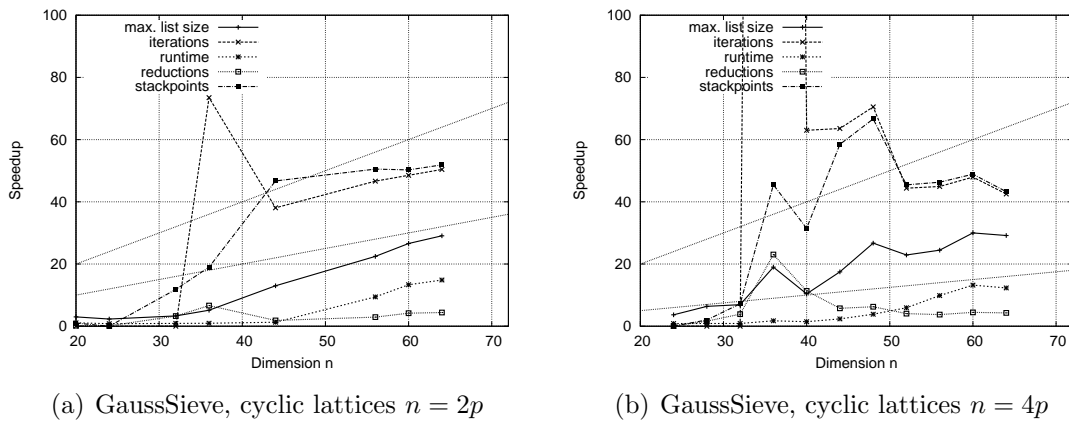 max. list size
iterations
runtime
reductions
stackpoints
100
80
60
40
20
0
Speedup
20 30 40 50 60 70
Dimension n
(a) GaussSieve, cyclic lattices n = 2p
max. list size
iterations
runtime
reductions
stackpoints
100
80
60
40
20
0
Speedup
20 30 40 50 60 70
Dimension n
(b) GaussSieve, cyclic lattices n = 4p